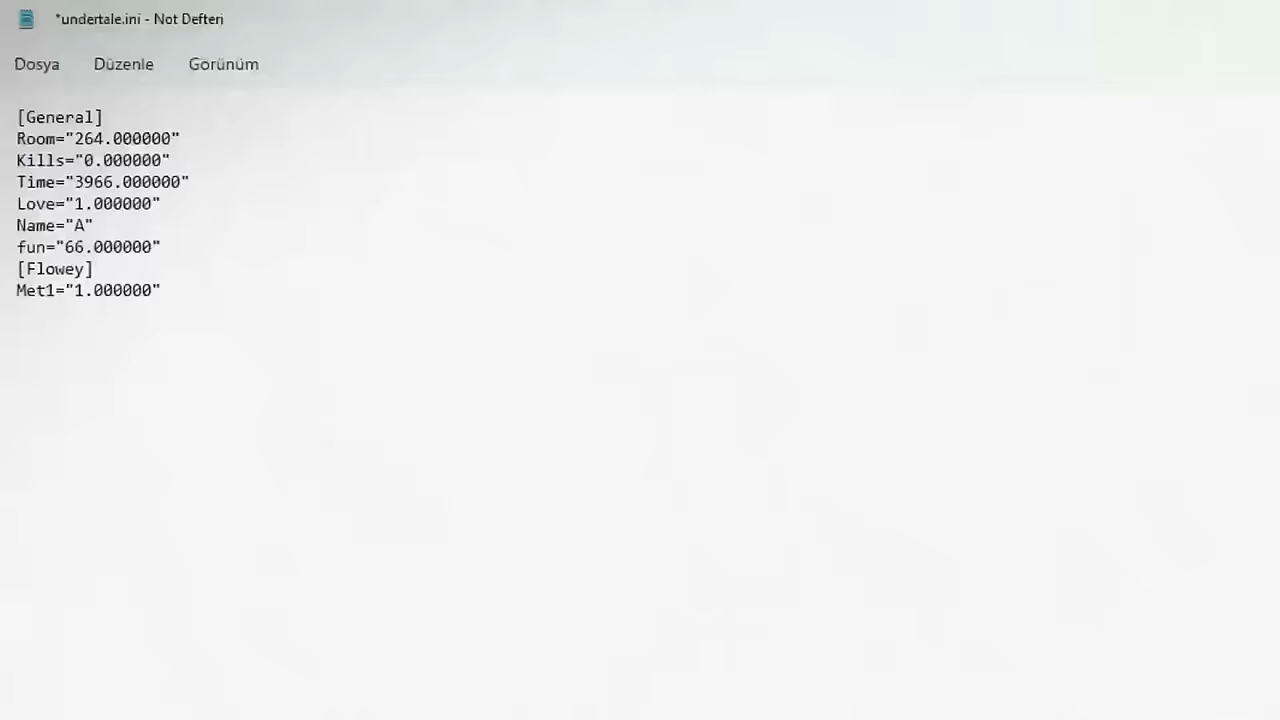 *undertale.ini - Not Defteri
Dosya Düzenle Görünüm
[General]
Room="264.000000"
Kills="0.000000"
Time="3966.000000"
Love="1.000000"
Name="A"
fun="66.000000"
[Flowey]
Met1="1.000000"